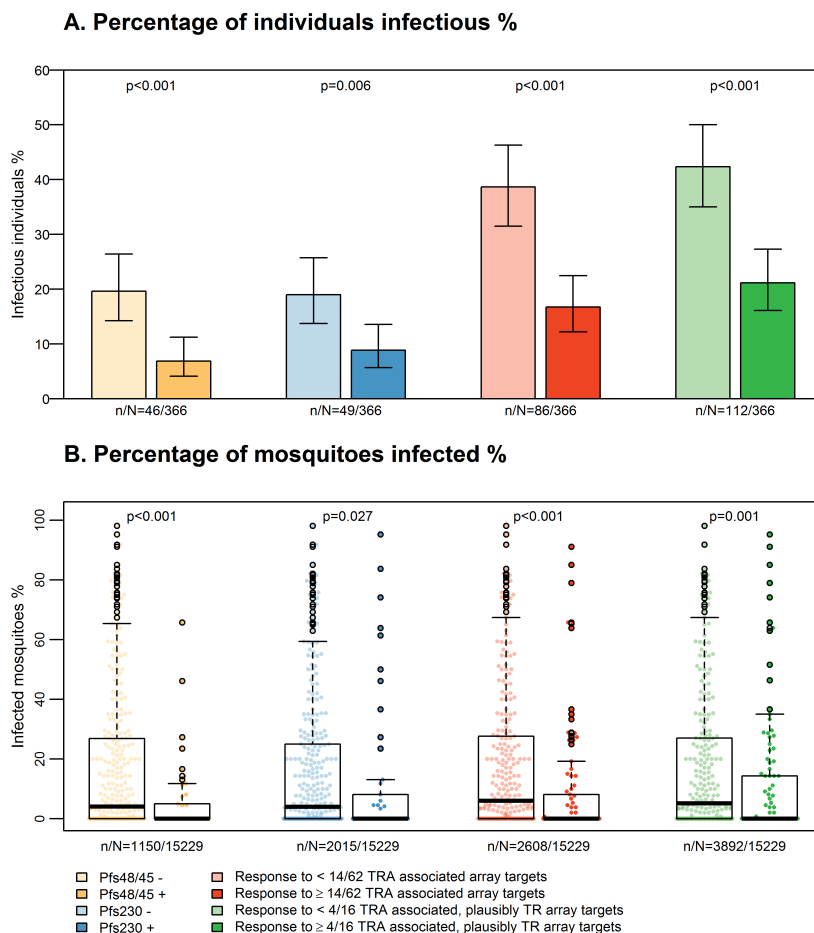 A. Percentage of individuals infectious %
60
50
40
30
20
10
0
Infectious individuals %
p<0.001 p=0.006 p<0.001 p<0.001
n/N=46/366 n/N=49/366 n/N=86/366 n/N=112/366
B. Percentage of mosquitoes infected %
100
80
60
40
20
0
Infected mosquitoes %
p<0.001 p=0.027 p<0.001 p=0.001
n/N=1150/15229 n/N=2015/15229 n/N=2608/15229 n/N=3892/15229
Pfs48/45 - Response to < 14/62 TRA associated array targets
Pfs48/45 + Response to ≥ 14/62 TRA associated array targets
Pfs230 - Response to < 4/16 TRA associated, plausibly TR array targets
Pfs230 + Response to ≥ 4/16 TRA associated, plausibly TR array targets